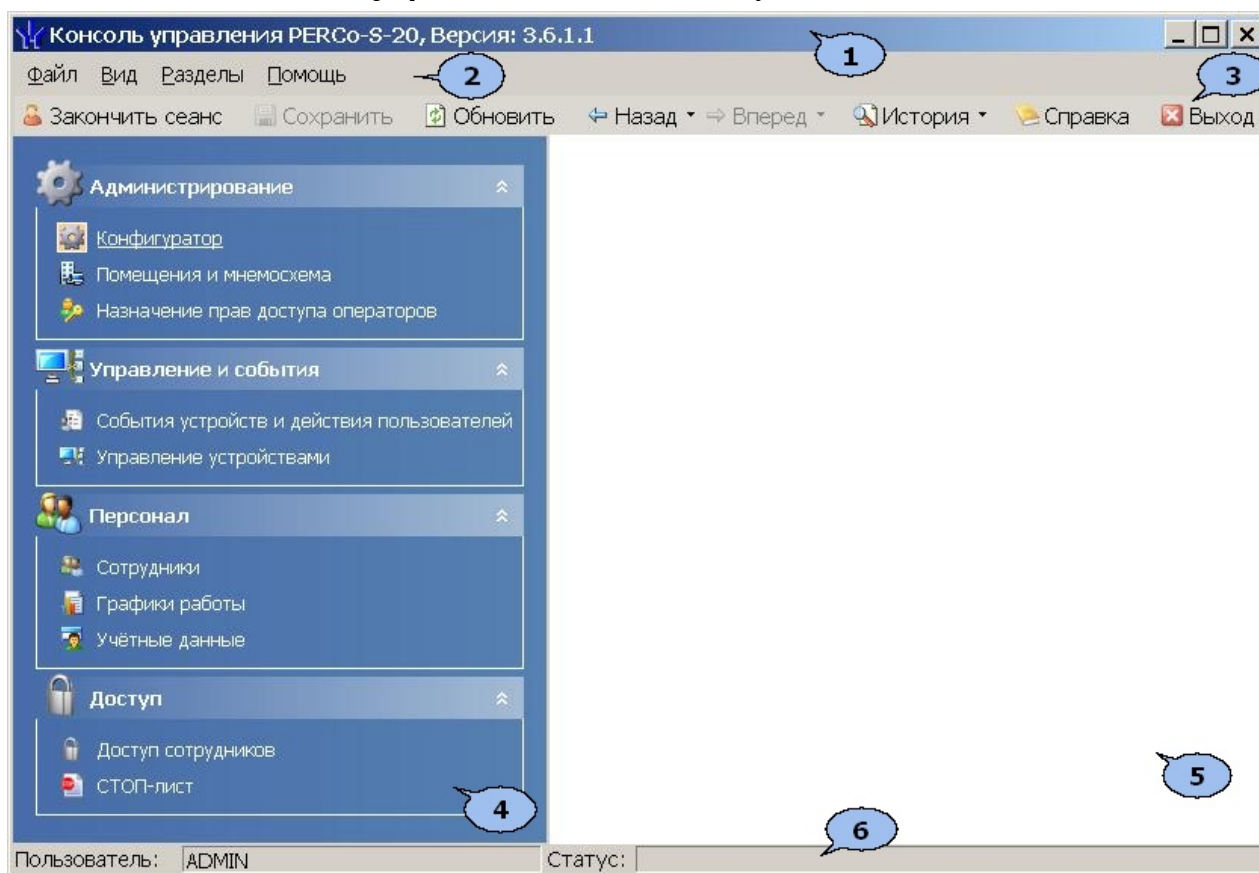 Консоль управления PERCo-S-20, Версия: 3.6.1.1
1
Файл Вид Разделы Помощь 2 3
Закончить сеанс Сохранить Обновить Назад Вперед История Справка Выход
Администрирование
Конфигуратор
Помещения и мнемосхема
Назначение прав доступа операторов
Управление и события
События устройств и действия пользователей
Управление устройствами
Персонал
Сотрудники
Графики работы
Учётные данные
Доступ
Доступ сотрудников
СТОП-лист
4
5
6
Пользователь: ADMIN Статус: